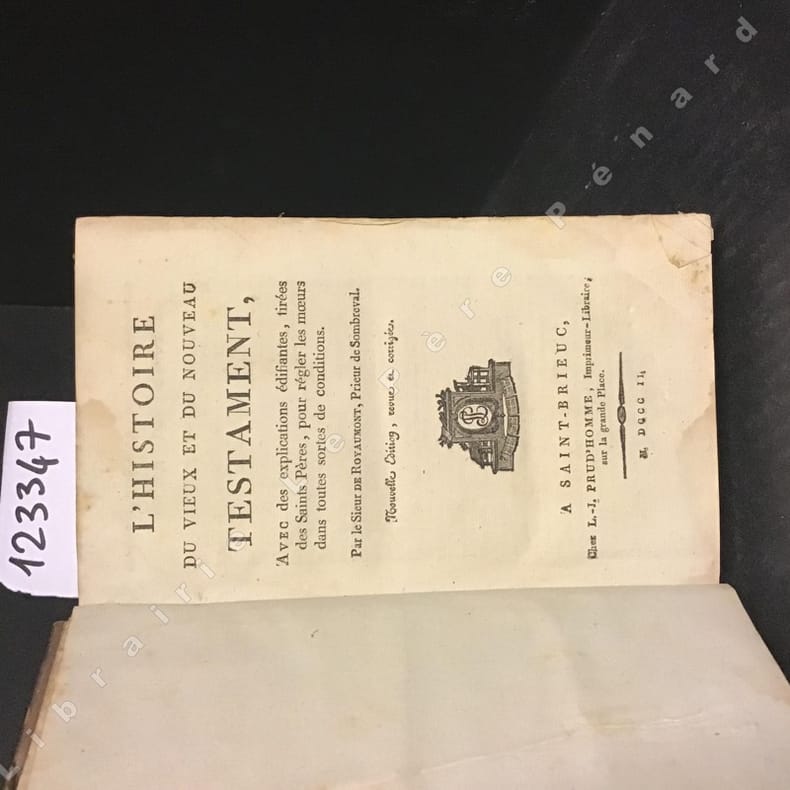 L'HISTOIRE
DU VIEUX ET DU NOUVEAU
TESTAMENT,
AVEC des explications édifiantes, tirées
des Saints Pères, pour régler les mœurs
dans toutes sortes de conditions.
Par le Sieur DE ROYAUMONT, Prieur de Sombreval.
Nouvelle Édition, revue et corrigée.
A SAINT-BRIEUC,
Chez L.-J. PRUD'HOMME, Imprimeur-Libraire,
sur la grande Place.
M. DCCC II.
123347
Librairie le Père Pénard